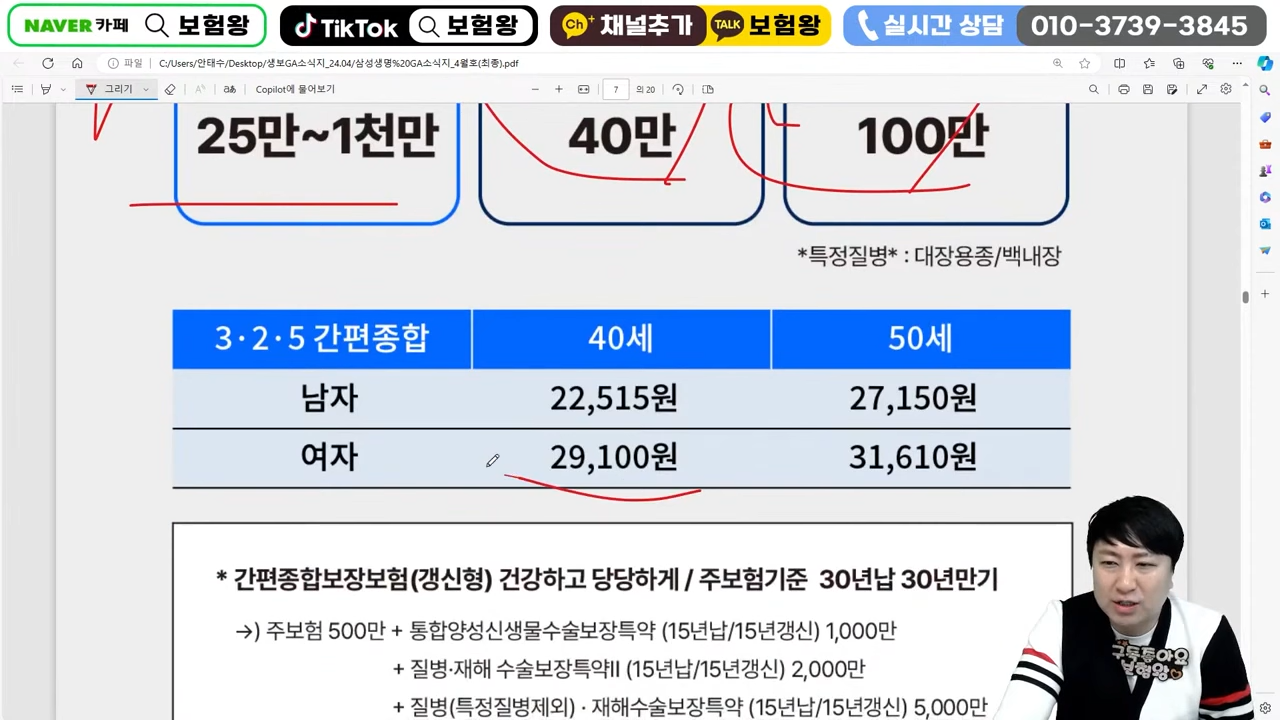 NAVER 카페 보험왕 TikTok 보험왕 Ch+ 채널추가 TALK 보험왕 실시간 상담 010-3739-3845
파일 C:/Users/안태수/Desktop/생보GA소식지_24.04/삼성생명%20GA소식지_4월호(최종).pdf
그리기 Copilot에 물어보기 7 의 20
25만~1천만 40만 100만
*특정질병* : 대장용종/백내장
3·2·5 간편종합 40세 50세
남자 22,515원 27,150원
여자 29,100원 31,610원
* 간편종합보장보험(갱신형) 건강하고 당당하게 / 주보험기준 30년납 30년만기
→) 주보험 500만 + 통합양성신생물수술보장특약 (15년납/15년갱신) 1,000만
+ 질병·재해 수술보장특약II (15년납/15년갱신) 2,000만
+ 질병(특정질병제외) · 재해수술보장특약 (15년납/15년갱신) 5,000만
구독좋아요
보험왕